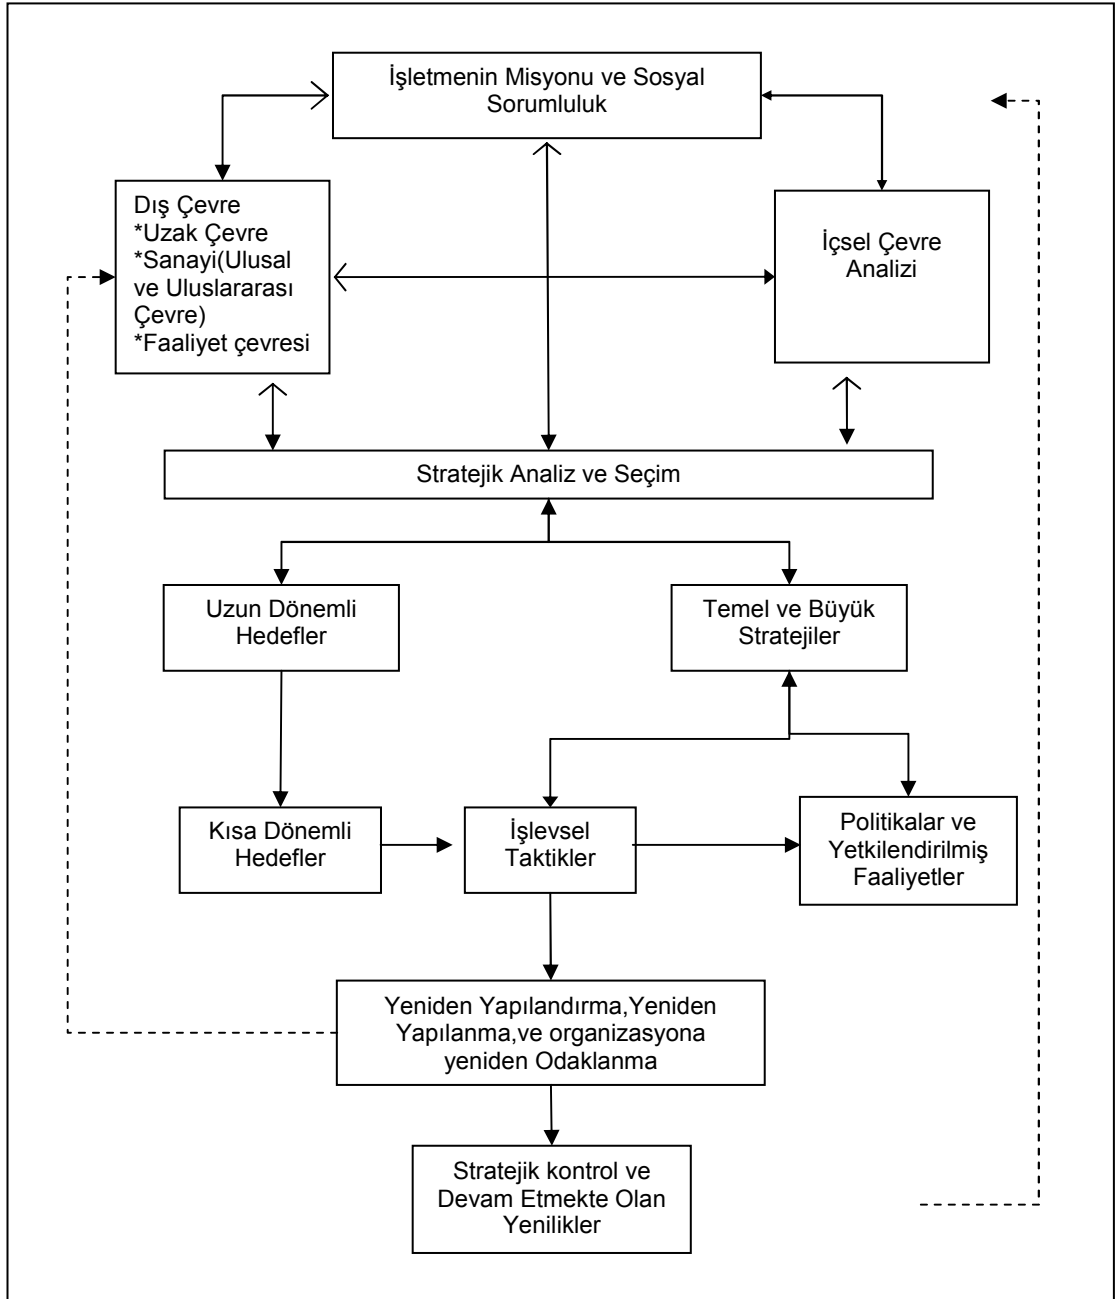 İşletmenin Misyonu ve Sosyal
Sorumluluk
Dış Çevre
*Uzak Çevre
*Sanayi(Ulusal
ve Uluslararası
Çevre)
*Faaliyet çevresi
İçsel Çevre
Analizi
Stratejik Analiz ve Seçim
Uzun Dönemli
Hedefler
Temel ve Büyük
Stratejiler
Kısa Dönemli
Hedefler
İşlevsel
Taktikler
Politikalar ve
Yetkilendirilmiş
Faaliyetler
Yeniden Yapılandırma,Yeniden
Yapılanma,ve organizasyona
yeniden Odaklanma
Stratejik kontrol ve
Devam Etmekte Olan
Yenilikler